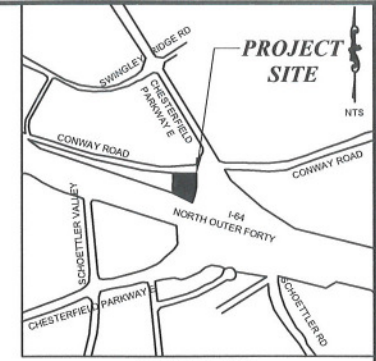 SWINGLEY RIDGE RD
PROJECT
SITE
NTS
CHESTERFIELD
PARKWAY E
CONWAY ROAD
CONWAY ROAD
I-64
NORTH OUTER FORTY
SCHOETTLER VALLEY
CHESTERFIELD PARKWAY E
SCHOETTLER RD